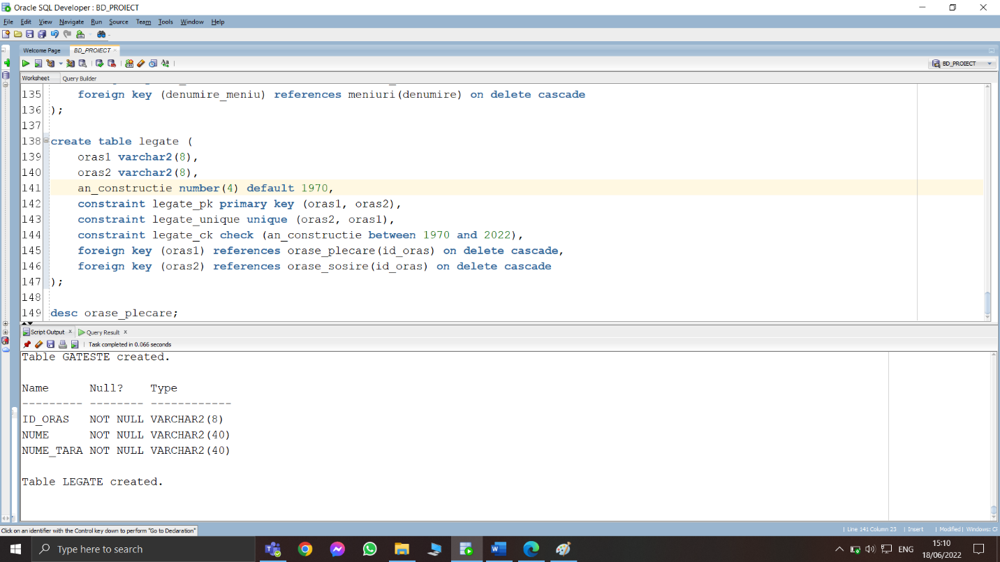 Oracle SQL Developer : BD_PROIECT
File Edit View Navigate Run Source Team Tools Window Help
Welcome Page BD_PROIECT
BD_PROIECT
Worksheet Query Builder
135 foreign key (denumire_meniu) references meniuri(denumire) on delete cascade
136 );
137
138 create table legate (
139 oras1 varchar2(8),
140 oras2 varchar2(8),
141 an_constructie number(4) default 1970,
142 constraint legate_pk primary key (oras1, oras2),
143 constraint legate_unique unique (oras2, oras1),
144 constraint legate_ck check (an_constructie between 1970 and 2022),
145 foreign key (oras1) references orase_plecare(id_oras) on delete cascade,
146 foreign key (oras2) references orase_sosire(id_oras) on delete cascade
147 );
148
149 desc orase_plecare;
Script Output x Query Result x
Task completed in 0.066 seconds
Table GATESTE created.
Name Null? Type
--------- -------- ------------
ID_ORAS NOT NULL VARCHAR2(8)
NUME NOT NULL VARCHAR2(40)
NUME_TARA NOT NULL VARCHAR2(40)
Table LEGATE created.
Click on an identifier with the Control key down to perform "Go to Declaration"
Line 141 Column 23 Insert Modified Windows: C
Type here to search
ENG
15:10
18/06/2022